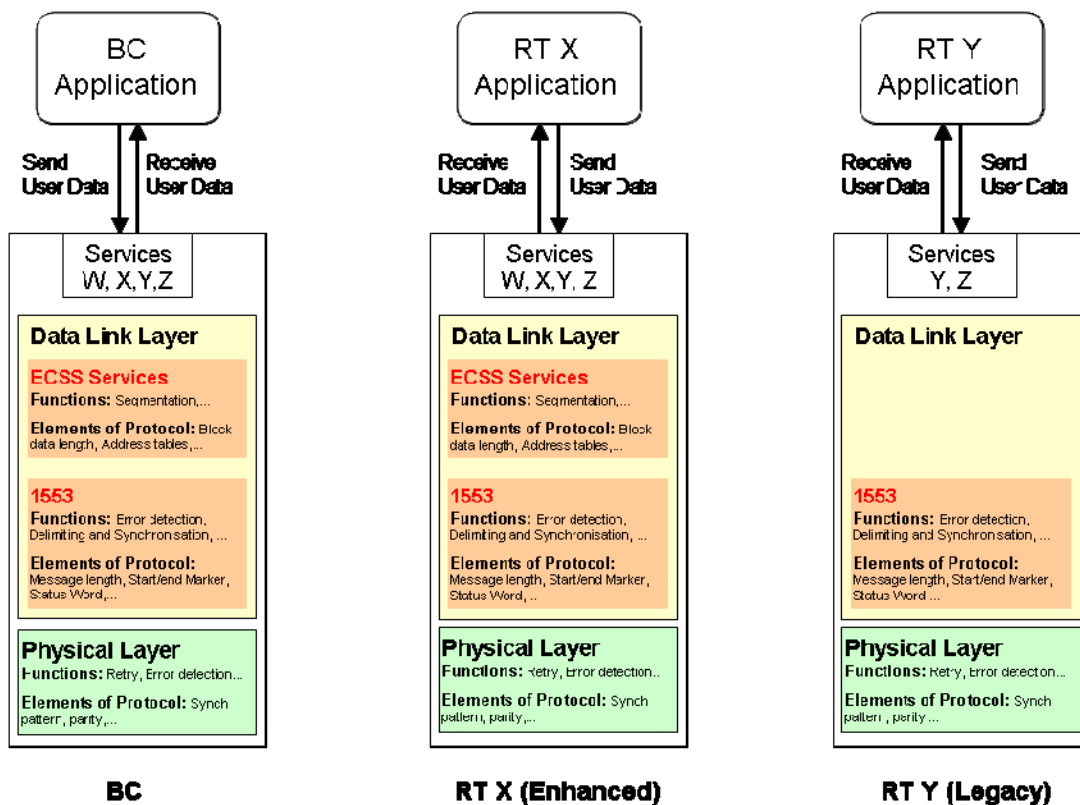 BC
Application
Send
User Data
Receive
User Data
Services
W, X,Y,Z
Data Link Layer
ECSS Services
Functions: Segmentation,...
Elements of Protocol: Block
data length, Address tables,...
1553
Functions: Error detection,
Delimiting and Synchronisation, ...
Elements of Protocol:
Message length, Start/end Marker,
Status Word,...
Physical Layer
Functions: Retry, Error detection...
Elements of Protocol: Synch
pattern, parity,...
BC
RT X
Application
Receive
User Data
Send
User Data
Services
W, X,Y, Z
Data Link Layer
ECSS Services
Functions: Segmentation,...
Elements of Protocol: Block
data length, Address tables,...
1553
Functions: Error detection,
Delimiting and Synchronisation, ...
Elements of Protocol:
Message length, Start/end Marker,
Status Word, ..
Physical Layer
Functions: Retry, Error detection...
Elements of Protocol: Synch
pattern, parity,...
RT X (Enhanced)
RT Y
Application
Receive
User Data
Send
User Data
Services
Y, Z
Data Link Layer
1553
Functions: Error detection,
Delimiting and Synchronisation, ...
Elements of Protocol:
Message length, Start/end Marker,
Status Word ...
Physical Layer
Functions: Retry, Error detection...
Elements of Protocol: Synch
pattern, parity ...
RT Y (Legacy)